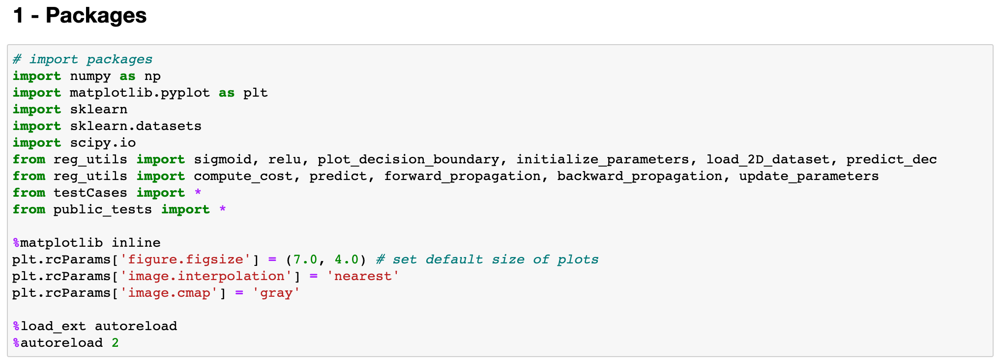 1 - Packages
# import packages
import numpy as np
import matplotlib.pyplot as plt
import sklearn
import sklearn.datasets
import scipy.io
from reg_utils import sigmoid, relu, plot_decision_boundary, initialize_parameters, load_2D_dataset, predict_dec
from reg_utils import compute_cost, predict, forward_propagation, backward_propagation, update_parameters
from testCases import *
from public_tests import *
%matplotlib inline
plt.rcParams['figure.figsize'] = (7.0, 4.0) # set default size of plots
plt.rcParams['image.interpolation'] = 'nearest'
plt.rcParams['image.cmap'] = 'gray'
%load_ext autoreload
%autoreload 2